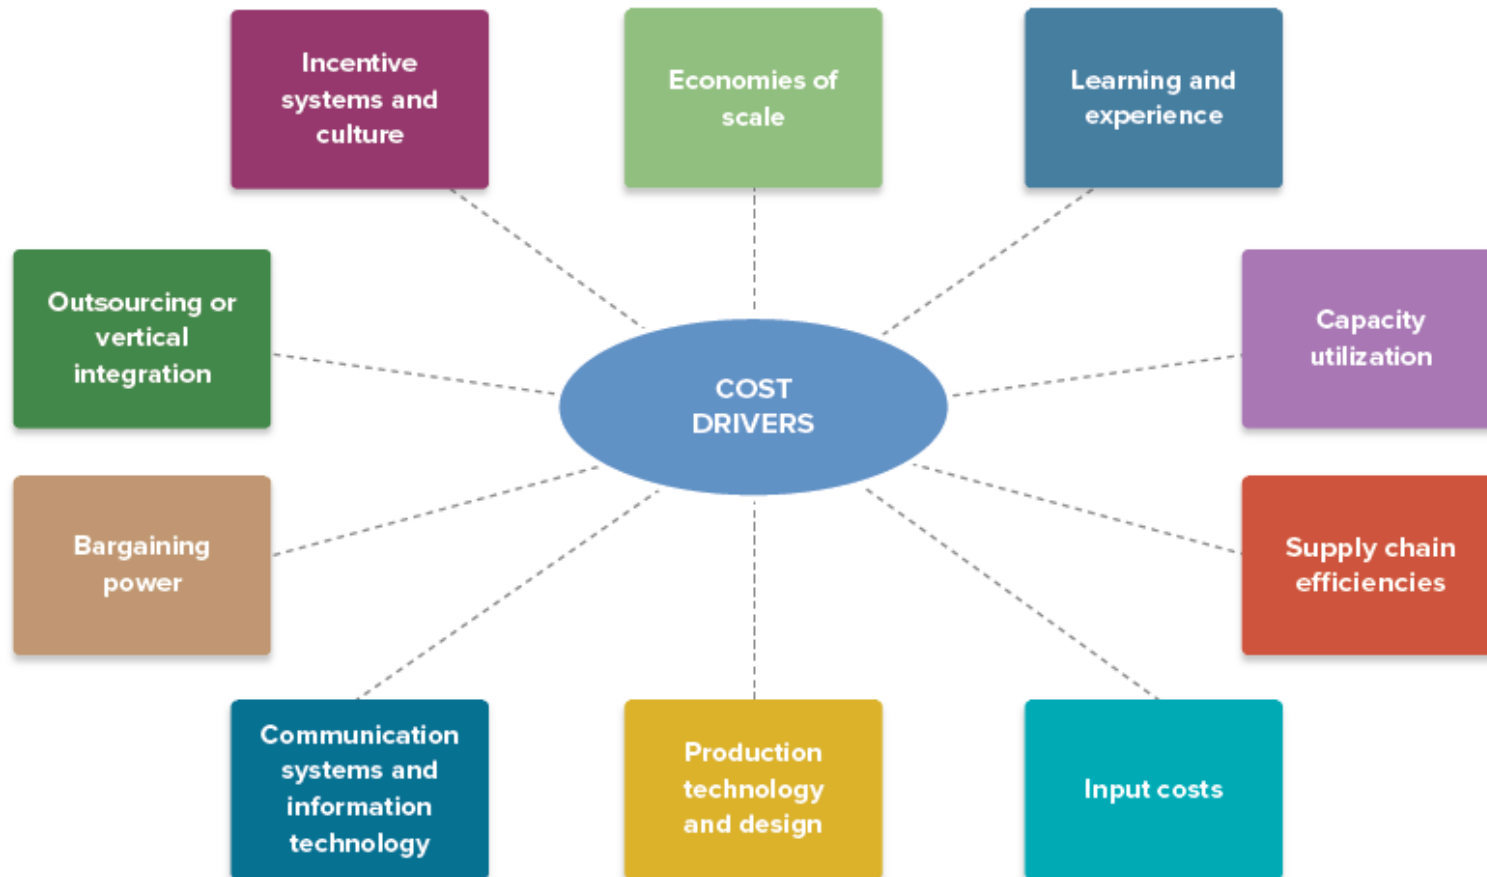 Incentive
systems and
culture
Economies of
scale
Learning and
experience
Outsourcing or
vertical
integration
Capacity
utilization
COST
DRIVERS
Bargaining
power
Supply chain
efficiencies
Communication
systems and
information
technology
Production
technology
and design
Input costs